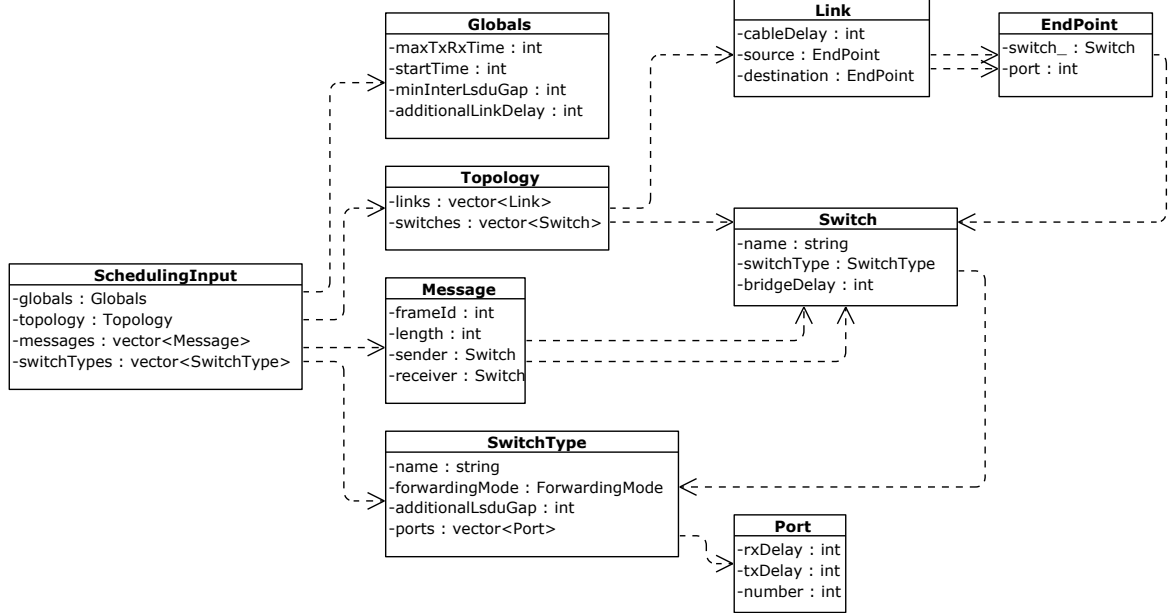 SchedulingInput
-globals : Globals
-topology : Topology
-messages : vector<Message>
-switchTypes : vector<SwitchType>
Globals
-maxTxRxTime : int
-startTime : int
-minInterLsduGap : int
-additionalLinkDelay : int
Topology
-links : vector<Link>
-switches : vector<Switch>
Message
-frameId : int
-length : int
-sender : Switch
-receiver : Switch
SwitchType
-name : string
-forwardingMode : ForwardingMode
-additionalLsduGap : int
-ports : vector<Port>
Link
-cableDelay : int
-source : EndPoint
-destination : EndPoint
EndPoint
-switch_ : Switch
-port : int
Switch
-name : string
-switchType : SwitchType
-bridgeDelay : int
Port
-rxDelay : int
-txDelay : int
-number : int